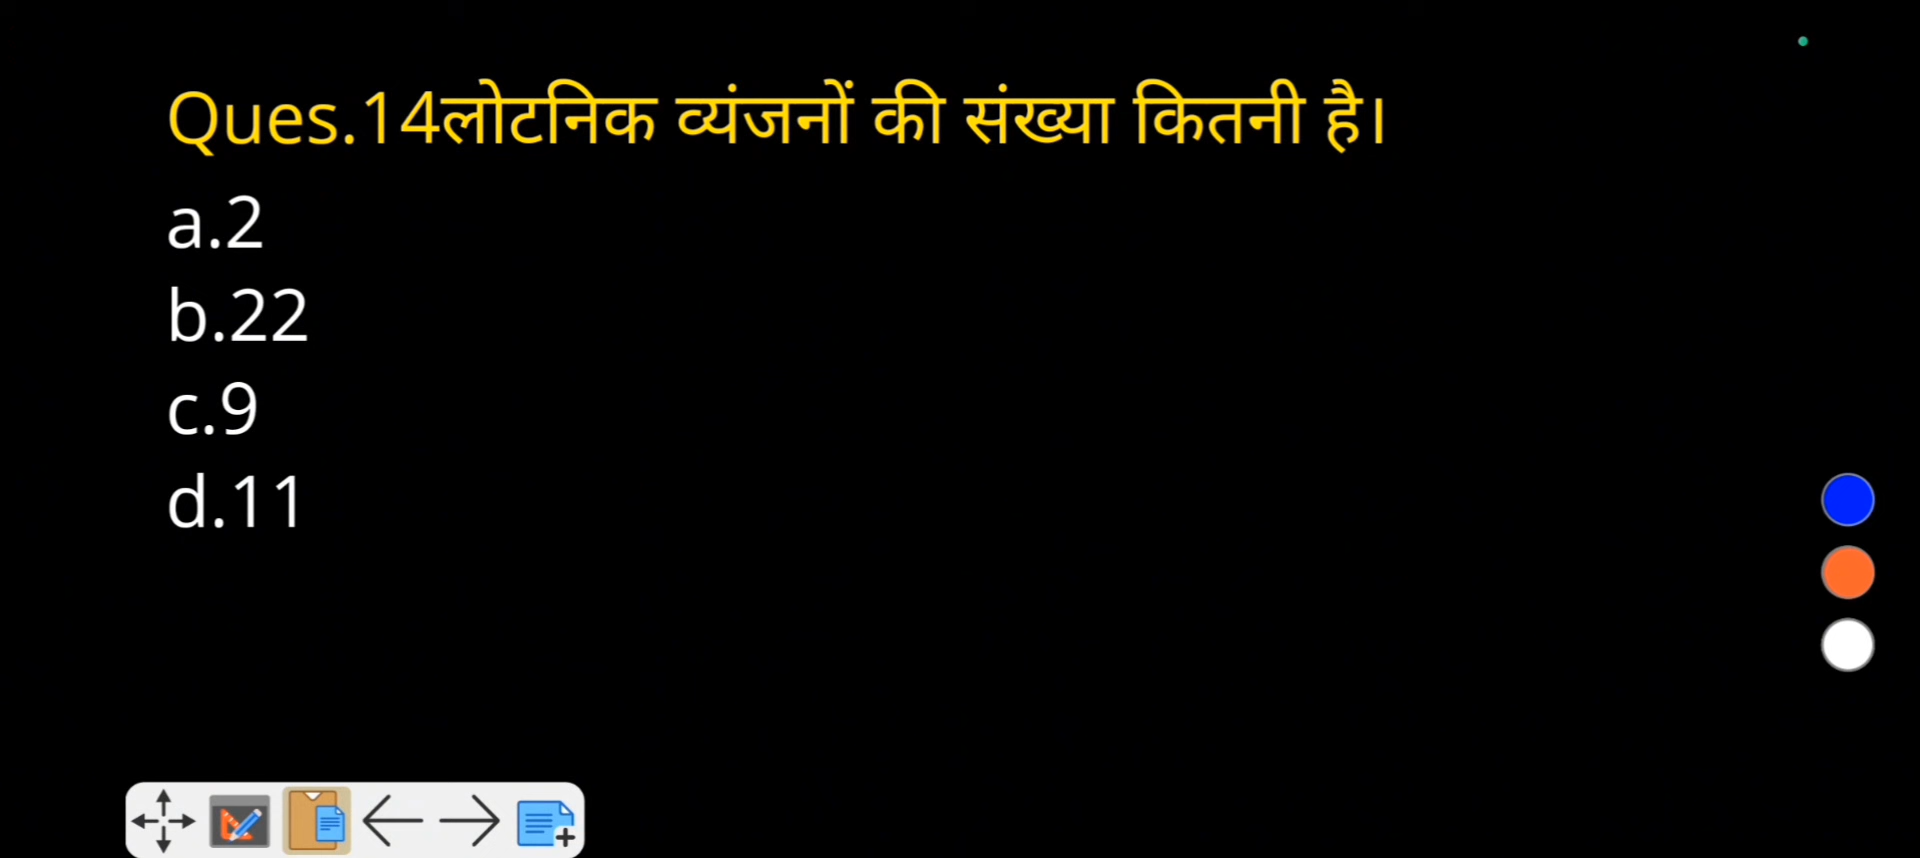 Ques.14लोटनिक व्यंजनों की संख्या कितनी है।
a.2
b.22
c.9
d.11